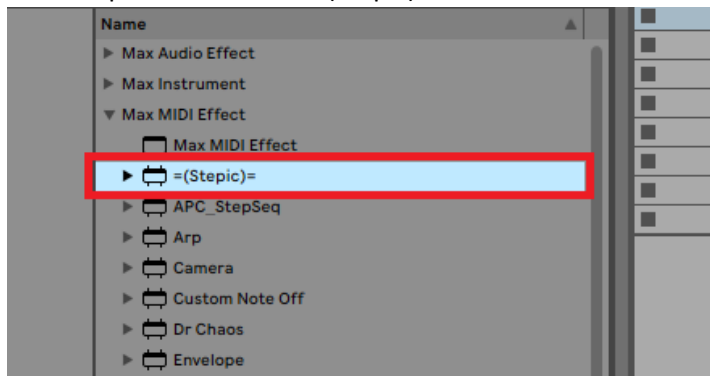 Name
Max Audio Effect
Max Instrument
Max MIDI Effect
Max MIDI Effect
=(Stepic)=
APC_StepSeq
Arp
Camera
Custom Note Off
Dr Chaos
Envelope